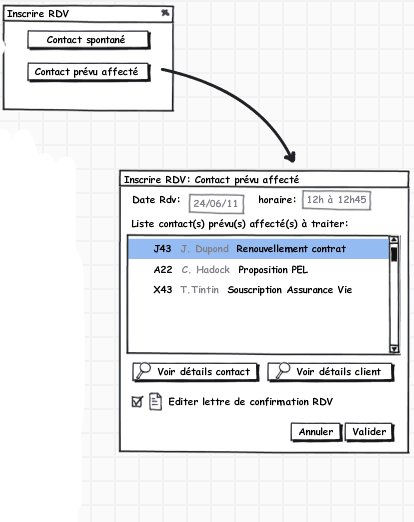 Inscrire RDV
Contact spontané
Contact prévu affecté
Inscrire RDV: Contact prévu affecté
Date Rdv: 24/06/11 horaire: 12h à 12h45
Liste contact(s) prévu(s) affecté(s) à traiter:
J43 J. Dupond Renouvellement contrat
A22 C. Hadock Proposition PEL
X43 T.Tintin Souscription Assurance Vie
Voir détails contact Voir détails client
Editer lettre de confirmation RDV
Annuler Valider